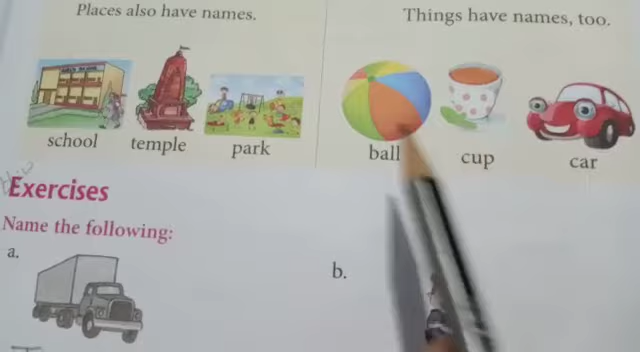 Places also have names.
Things have names, too.
school
temple
park
ball
cup
car
Exercises
Name the following:
a.
b.